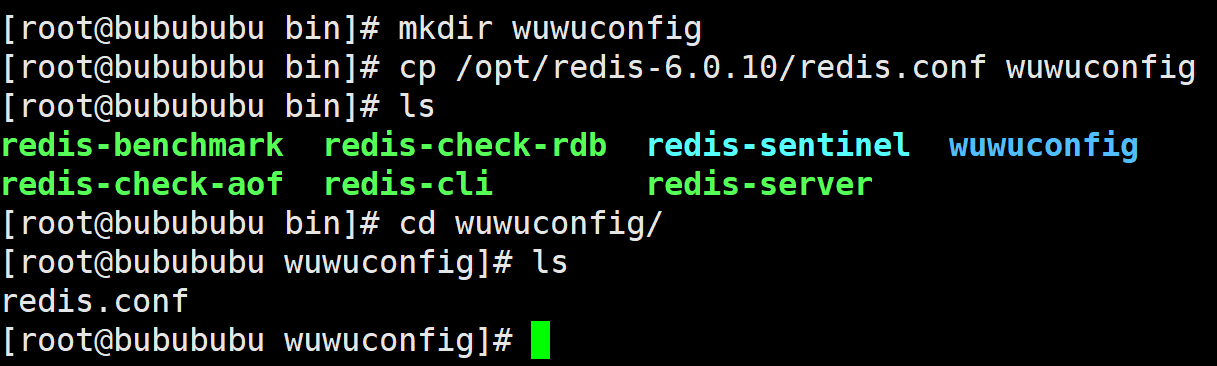 [root@bubububu bin]# mkdir wuwuconfig
[root@bubububu bin]# cp /opt/redis-6.0.10/redis.conf wuwuconfig
[root@bubububu bin]# ls
redis-benchmark  redis-check-rdb  redis-sentinel  wuwuconfig
redis-check-aof  redis-cli        redis-server
[root@bubububu bin]# cd wuwuconfig/
[root@bubububu wuwuconfig]# ls
redis.conf
[root@bubububu wuwuconfig]#